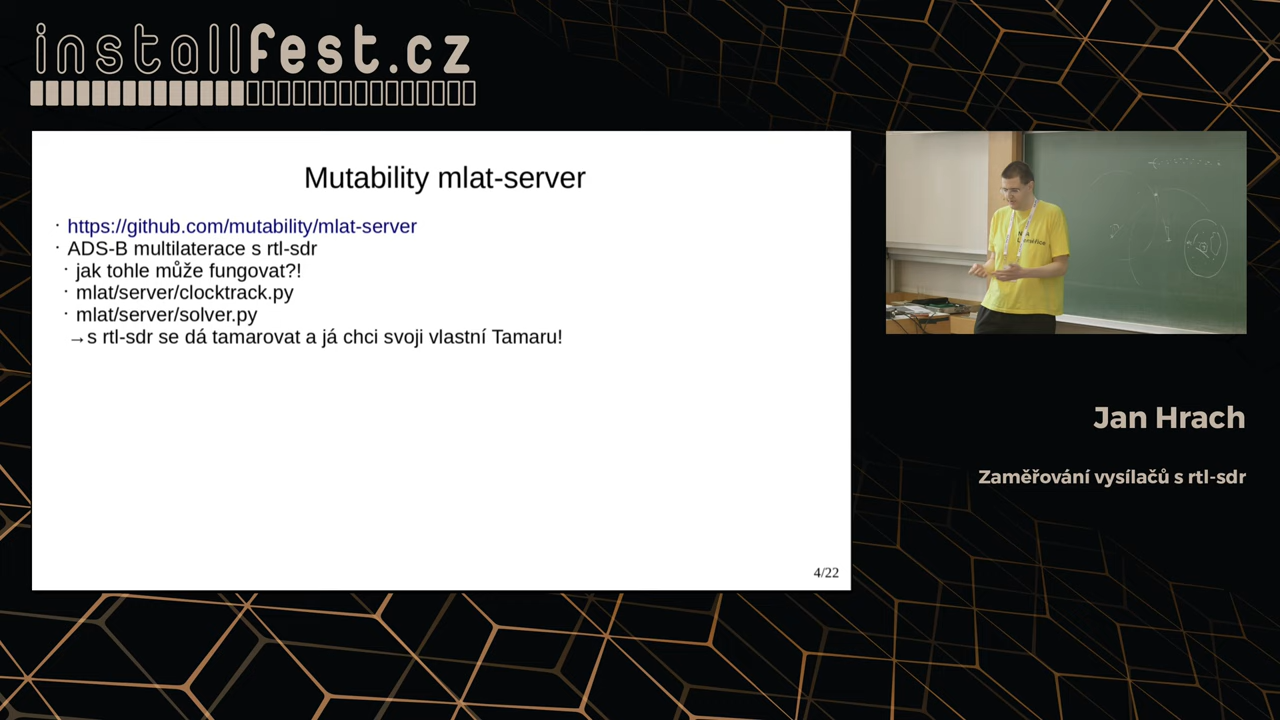 installfest.cz
Mutability mlat-server
· https://github.com/mutability/mlat-server
· ADS-B multilaterace s rtl-sdr
· jak tohle může fungovat?!
· mlat/server/clocktrack.py
· mlat/server/solver.py
→s rtl-sdr se dá tamarovat a já chci svoji vlastní Tamaru!
4/22
Jan Hrach
Zaměřování vysílačů s rtl-sdr